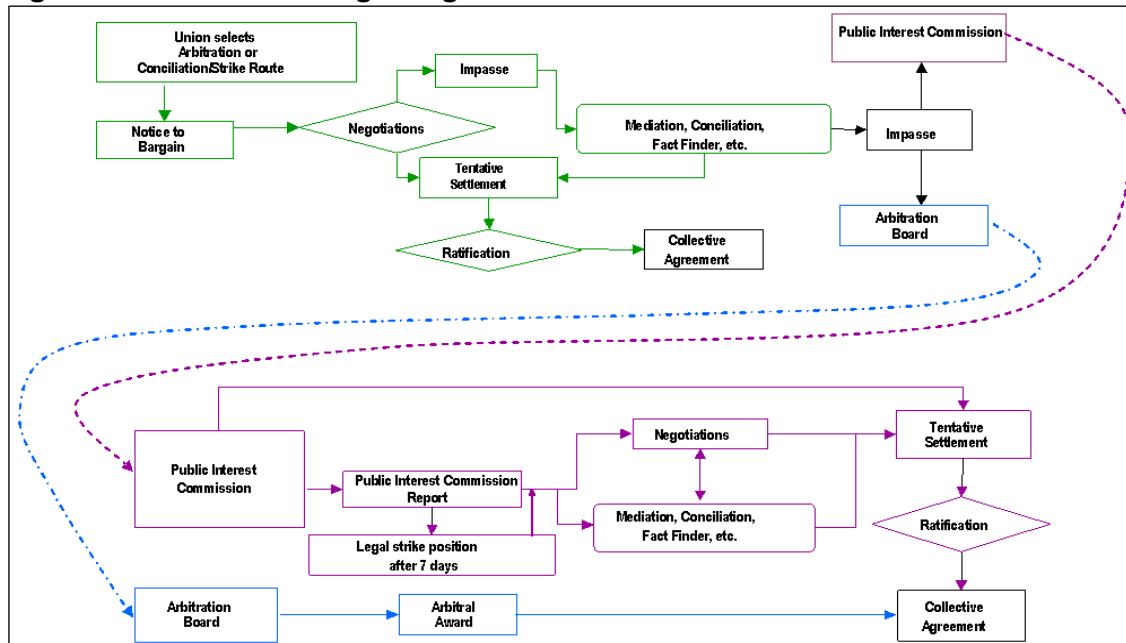 Union selects
Arbitration or
Conciliation/Strike Route
Impasse
Public Interest Commission
Notice to
Bargain
Negotiations
Mediation, Conciliation,
Fact Finder, etc.
Impasse
Tentative
Settlement
Arbitration
Board
Ratification
Collective
Agreement
Public Interest
Commission
Public Interest Commission
Report
Legal strike position
after 7 days
Negotiations
Mediation, Conciliation,
Fact Finder, etc.
Tentative
Settlement
Ratification
Arbitration
Board
Arbitral
Award
Collective
Agreement